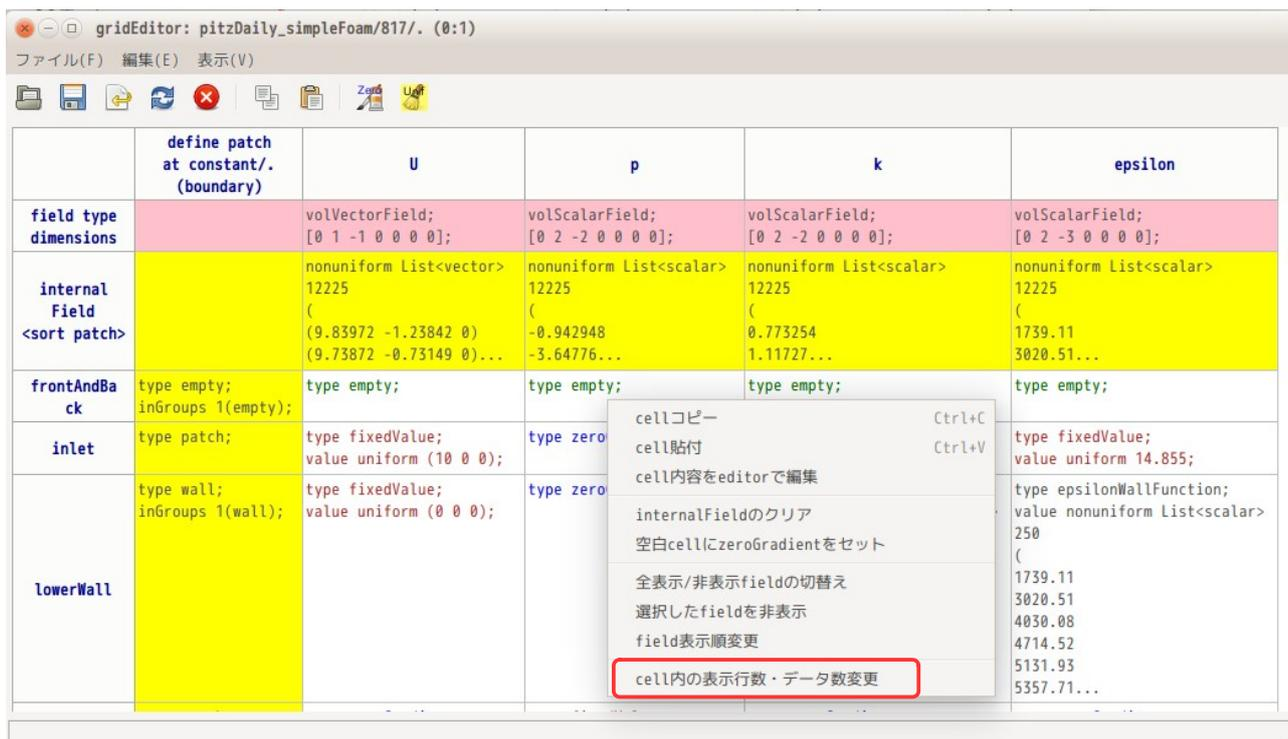 gridEditor: pitzDaily_simpleFoam/817/. (0:1)
ファイル(F) 編集(E) 表示(V)
Zero Unif
define patch
at constant/.
(boundary)
U
p
k
epsilon
field type
dimensions
volVectorField;
[0 1 -1 0 0 0 0];
volScalarField;
[0 2 -2 0 0 0 0];
volScalarField;
[0 2 -2 0 0 0 0];
volScalarField;
[0 2 -3 0 0 0 0];
internal
Field
<sort patch>
nonuniform List<vector>
12225
(
(9.83972 -1.23842 0)
(9.73872 -0.73149 0)...
nonuniform List<scalar>
12225
(
-0.942948
-3.64776...
nonuniform List<scalar>
12225
(
0.773254
1.11727...
nonuniform List<scalar>
12225
(
1739.11
3020.51...
frontAndBa
ck
type empty;
inGroups 1(empty);
type empty;
type empty;
type empty;
type empty;
inlet
type patch;
type fixedValue;
value uniform (10 0 0);
type zero
type fixedValue;
value uniform 14.855;
lowerWall
type wall;
inGroups 1(wall);
type fixedValue;
value uniform (0 0 0);
type zero
type epsilonWallFunction;
value nonuniform List<scalar>
250
(
1739.11
3020.51
4030.08
4714.52
5131.93
5357.71...
cellコピー Ctrl+C
cell貼付 Ctrl+V
cell内容をeditorで編集
internalFieldのクリア
空白cellにzeroGradientをセット
全表示/非表示fieldの切替え
選択したfieldを非表示
field表示順変更
cell内の表示行数・データ数変更